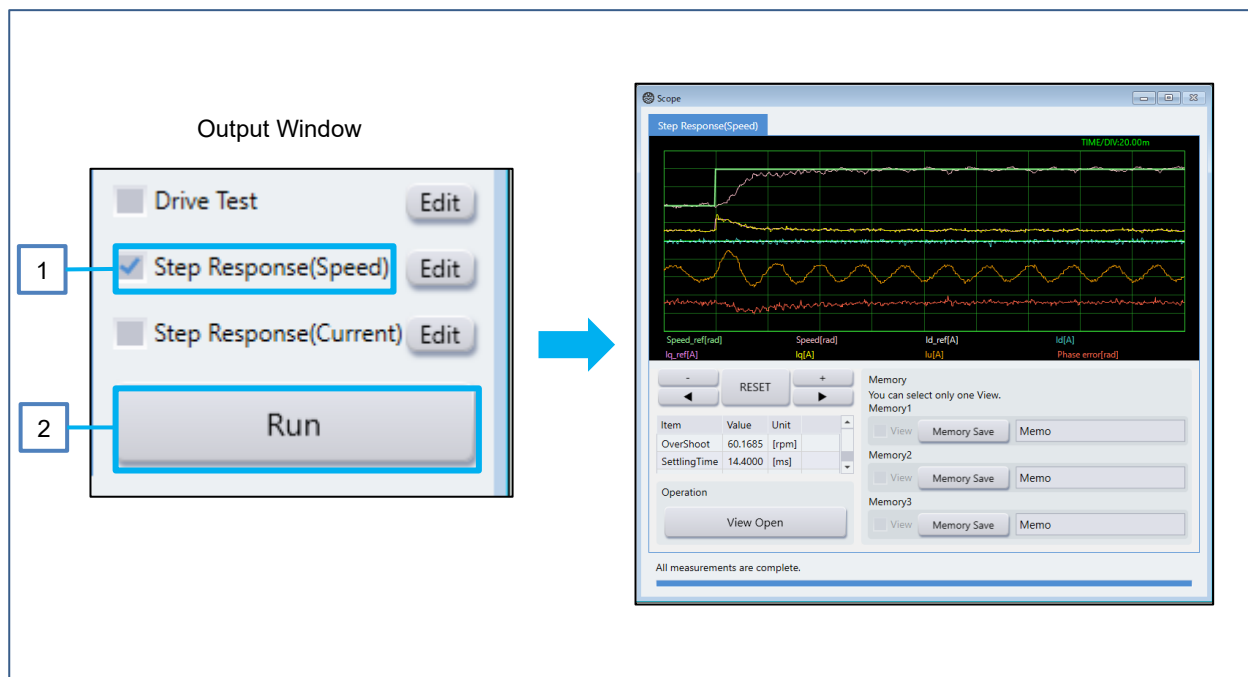 Output Window
Drive Test
Edit
1
Step Response(Speed)
Edit
Step Response(Current)
Edit
2
Run
Scope
Step Response(Speed)
TIME/DIV:20.00m
Speed_ref[rad] Speed[rad] Id_ref[A] Id[A]
Iq_ref[A] Iq[A] Iu[A] Phase error[rad]
- RESET +
Item Value Unit
OverShoot 60.1685 [rpm]
SettlingTime 14.4000 [ms]
Operation
View Open
Memory
You can select only one View.
Memory1
View Memory Save Memo
Memory2
View Memory Save Memo
Memory3
View Memory Save Memo
All measurements are complete.